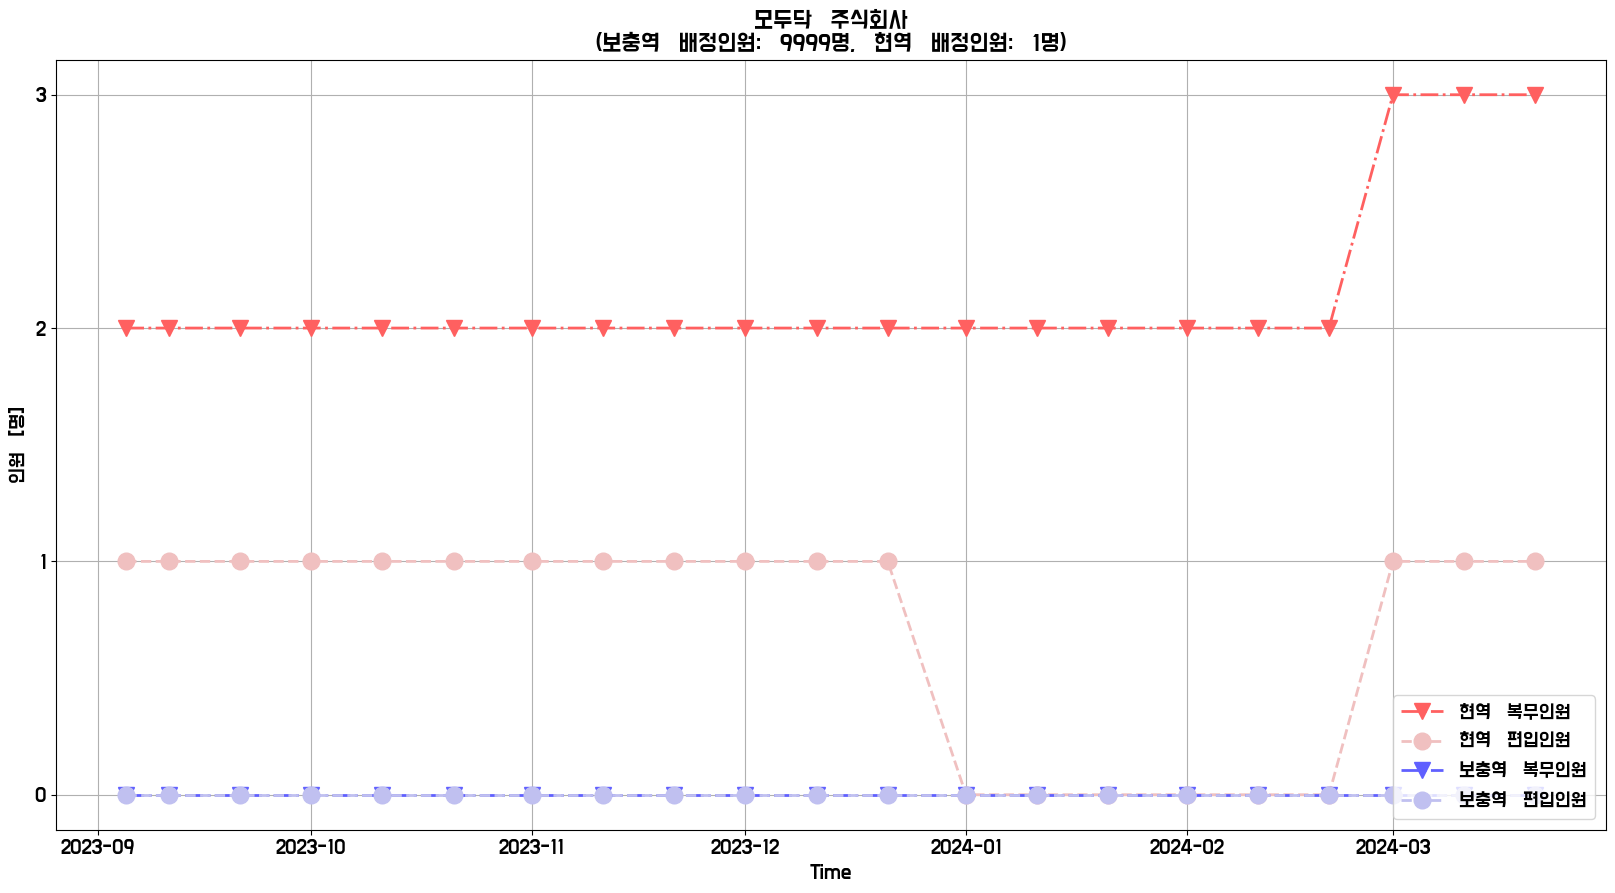 모두닥 주식회사
(보충역 배정인원: 9999명, 현역 배정인원: 1명)
인원 [명]
3
2
1
0
2023-09
2023-10
2023-11
2023-12
2024-01
2024-02
2024-03
Time
현역 복무인원
현역 편입인원
보충역 복무인원
보충역 편입인원